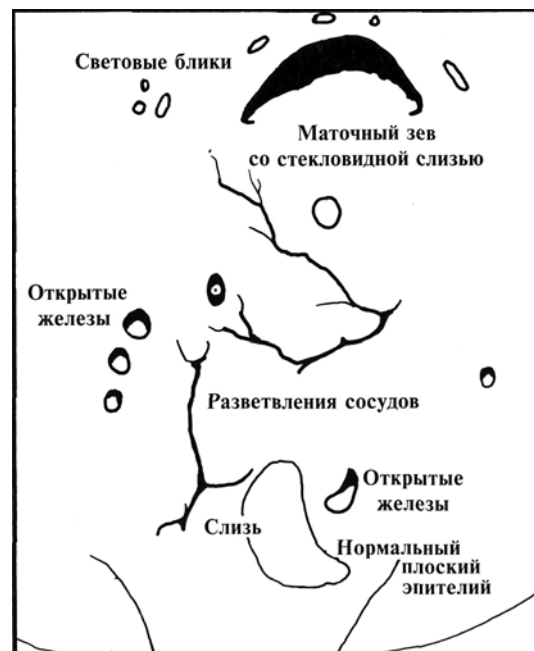 Световые блики
Маточный зев
со стекловидной слизью
Открытые
железы
Разветвления сосудов
Открытые
железы
Слизь
Нормальный
плоский
эпителий